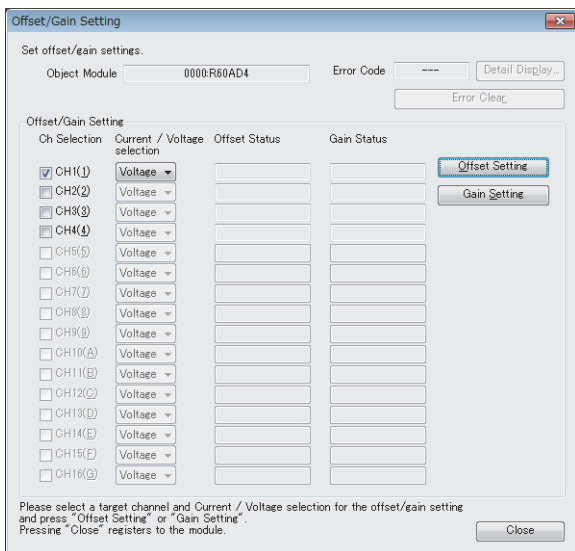 Offset/Gain Setting
Set offset/gain settings.
Object Module 0000:R60AD4 Error Code --- Detail Display...
Error Clear
Offset/Gain Setting
Ch Selection Current / Voltage selection Offset Status Gain Status
CH1(1) Voltage Offset Setting
CH2(2) Voltage Gain Setting
CH3(3) Voltage
CH4(4) Voltage
CH5(5) Voltage
CH6(6) Voltage
CH7(7) Voltage
CH8(8) Voltage
CH9(9) Voltage
CH10(A) Voltage
CH11(B) Voltage
CH12(C) Voltage
CH13(D) Voltage
CH14(E) Voltage
CH15(F) Voltage
CH16(G) Voltage
Please select a target channel and Current / Voltage selection for the offset/gain setting
and press "Offset Setting" or "Gain Setting".
Pressing "Close" registers to the module.
Close